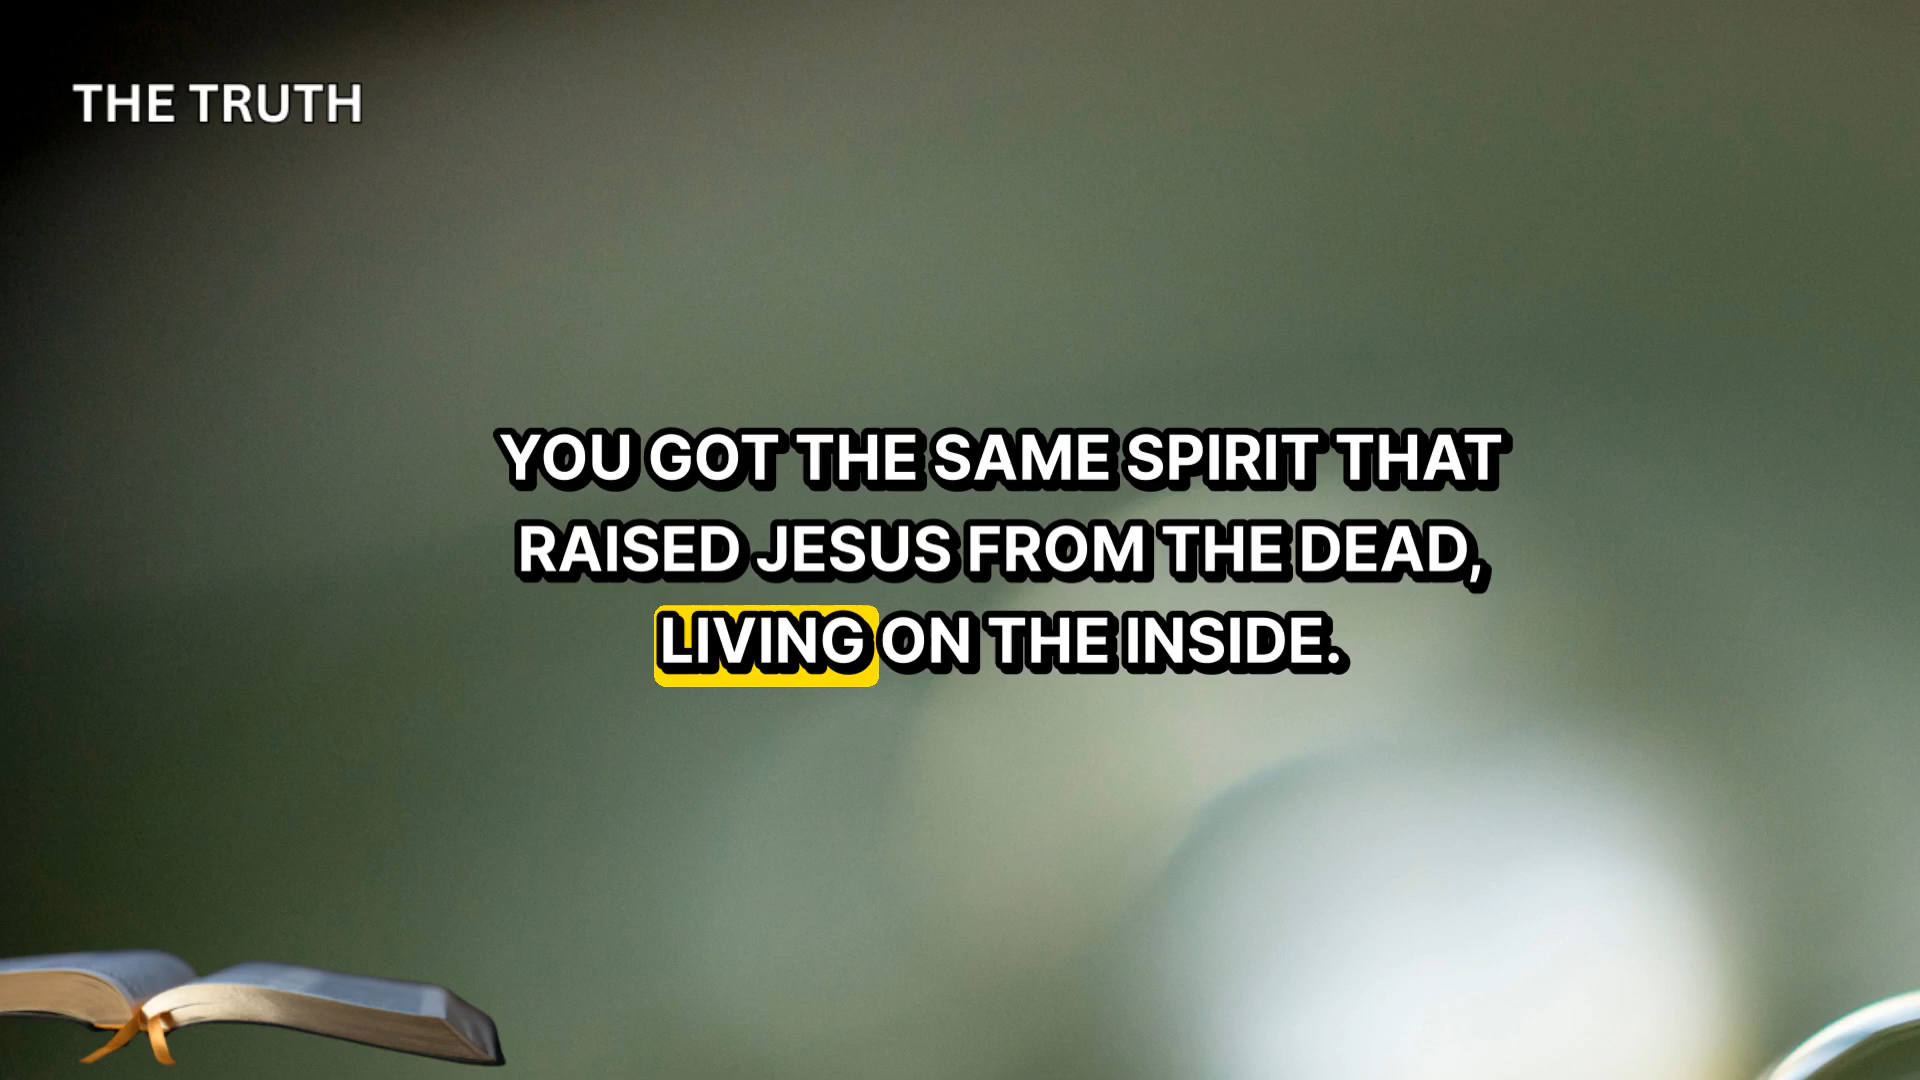 THE TRUTH
YOU GOT THE SAME SPIRIT THAT
RAISED JESUS FROM THE DEAD,
LIVING ON THE INSIDE.